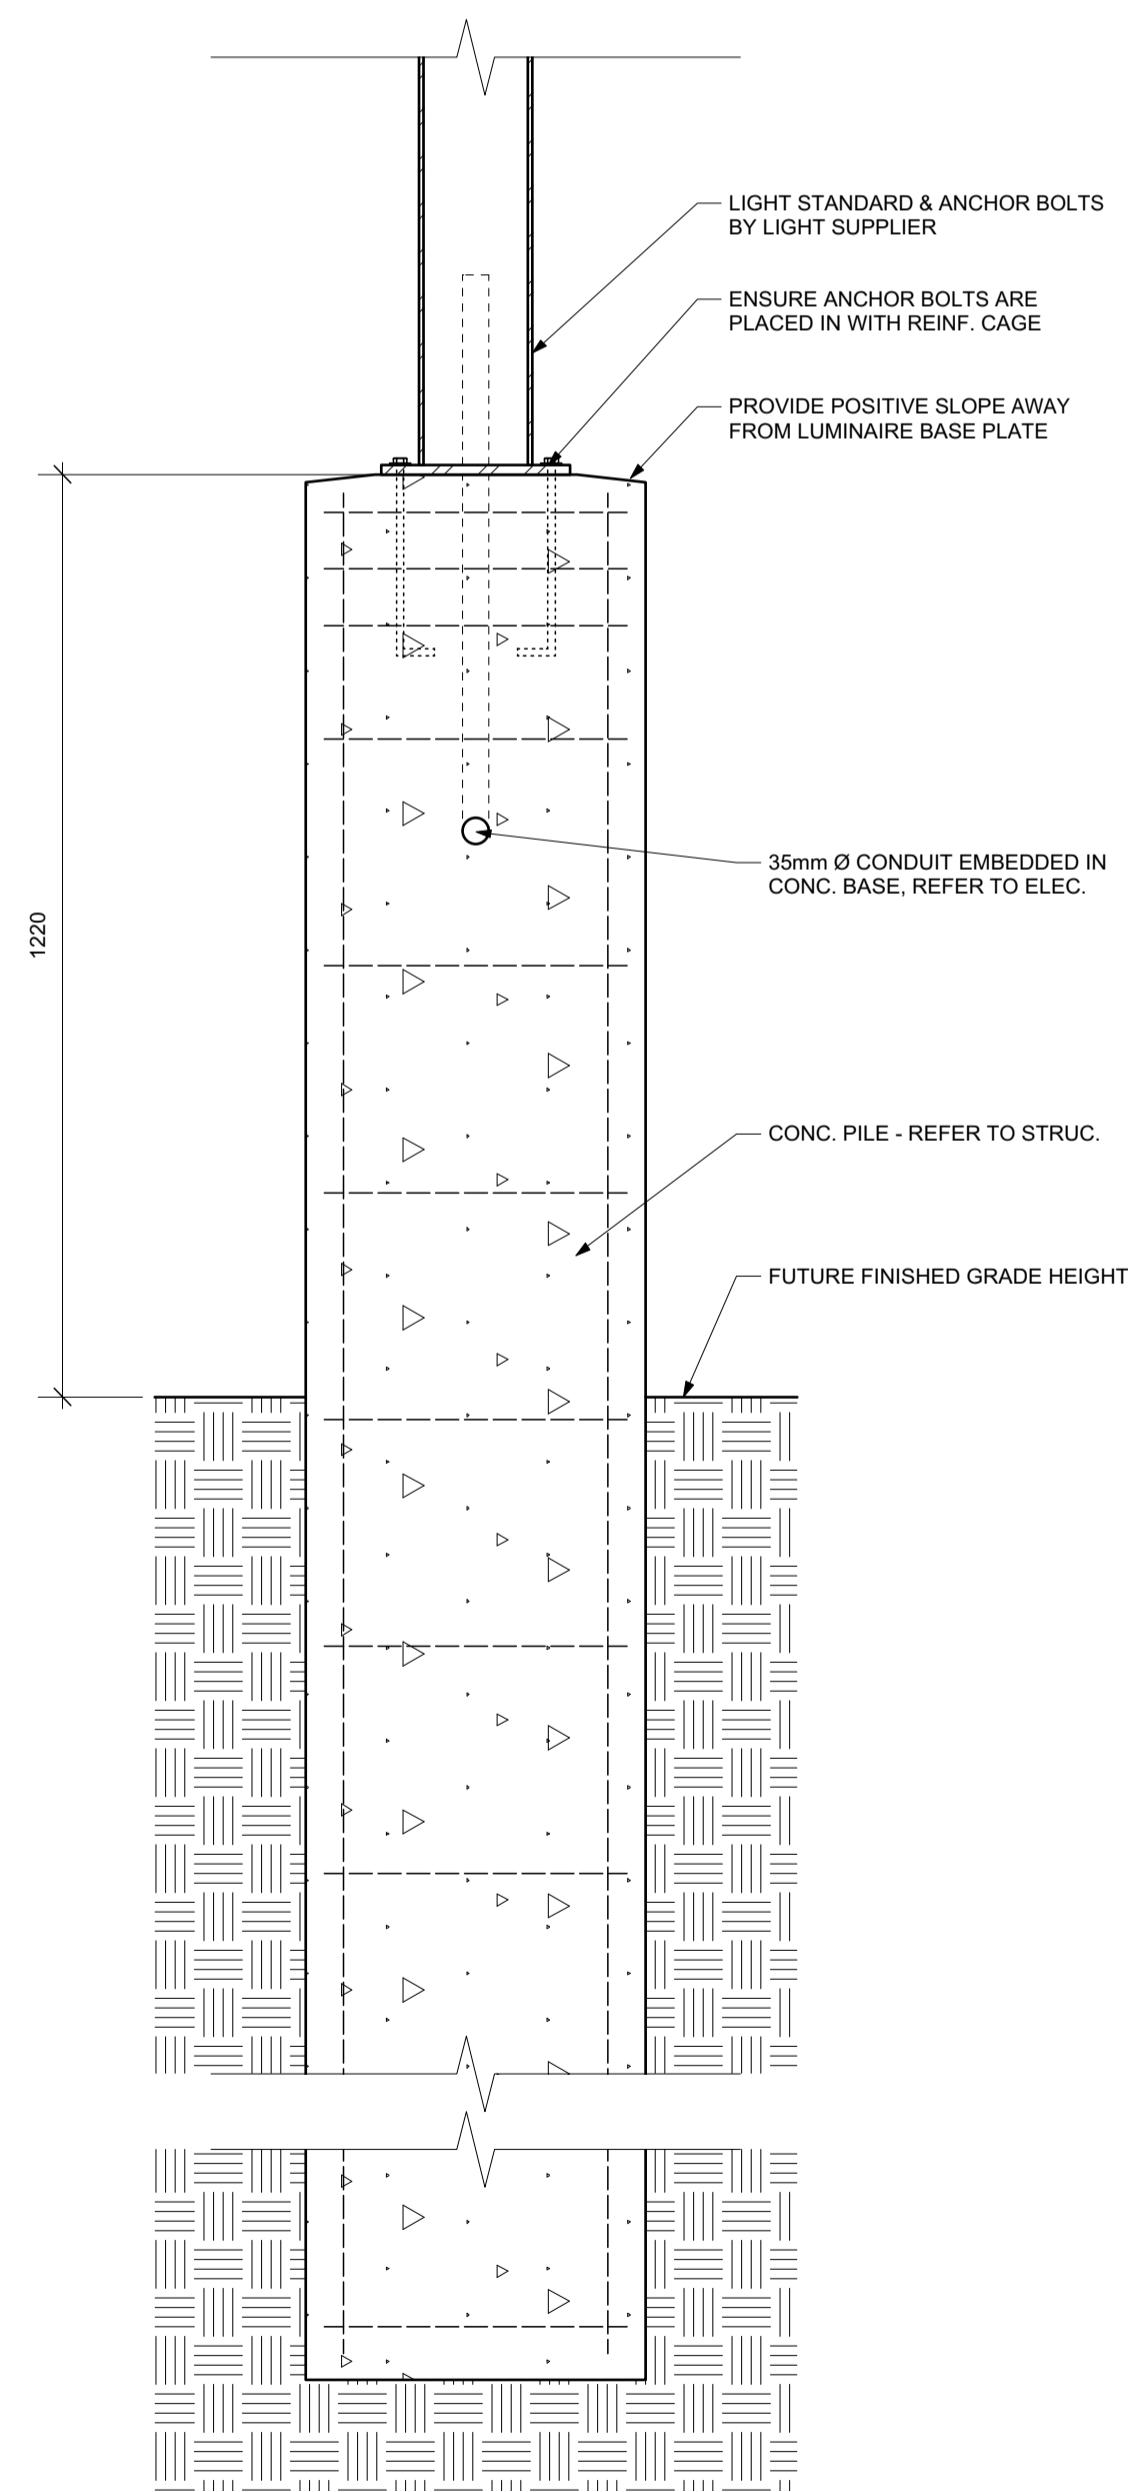 LIGHT STANDARD & ANCHOR BOLTS
BY LIGHT SUPPLIER
ENSURE ANCHOR BOLTS ARE
PLACED IN WITH REINF. CAGE
PROVIDE POSITIVE SLOPE AWAY
FROM LUMINAIRE BASE PLATE
35mm Ø CONDUIT EMBEDDED IN
CONC. BASE, REFER TO ELEC.
1220
CONC. PILE - REFER TO STRUC.
FUTURE FINISHED GRADE HEIGHT